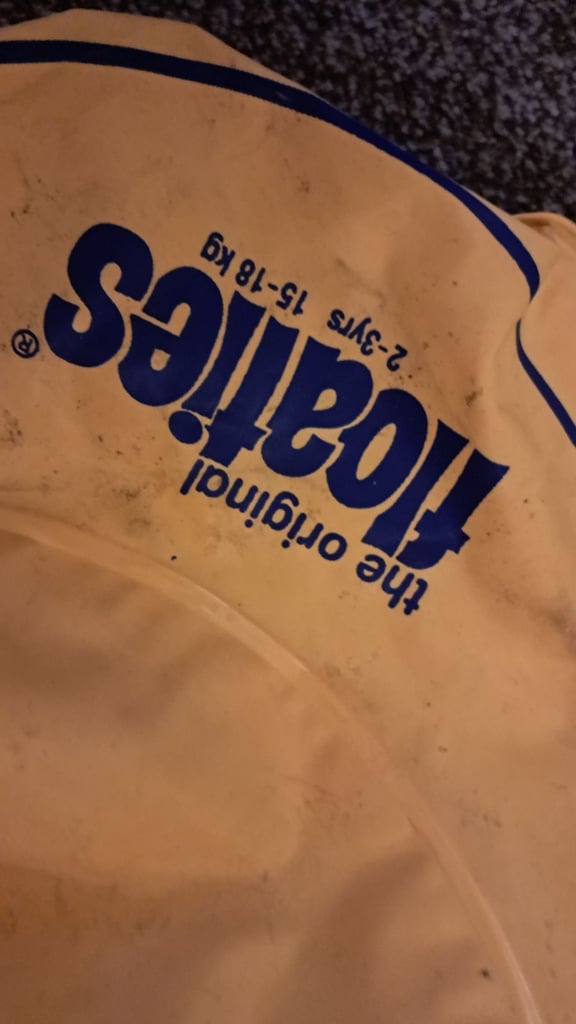 the original
floaties®
2-3yrs 15-18 kg